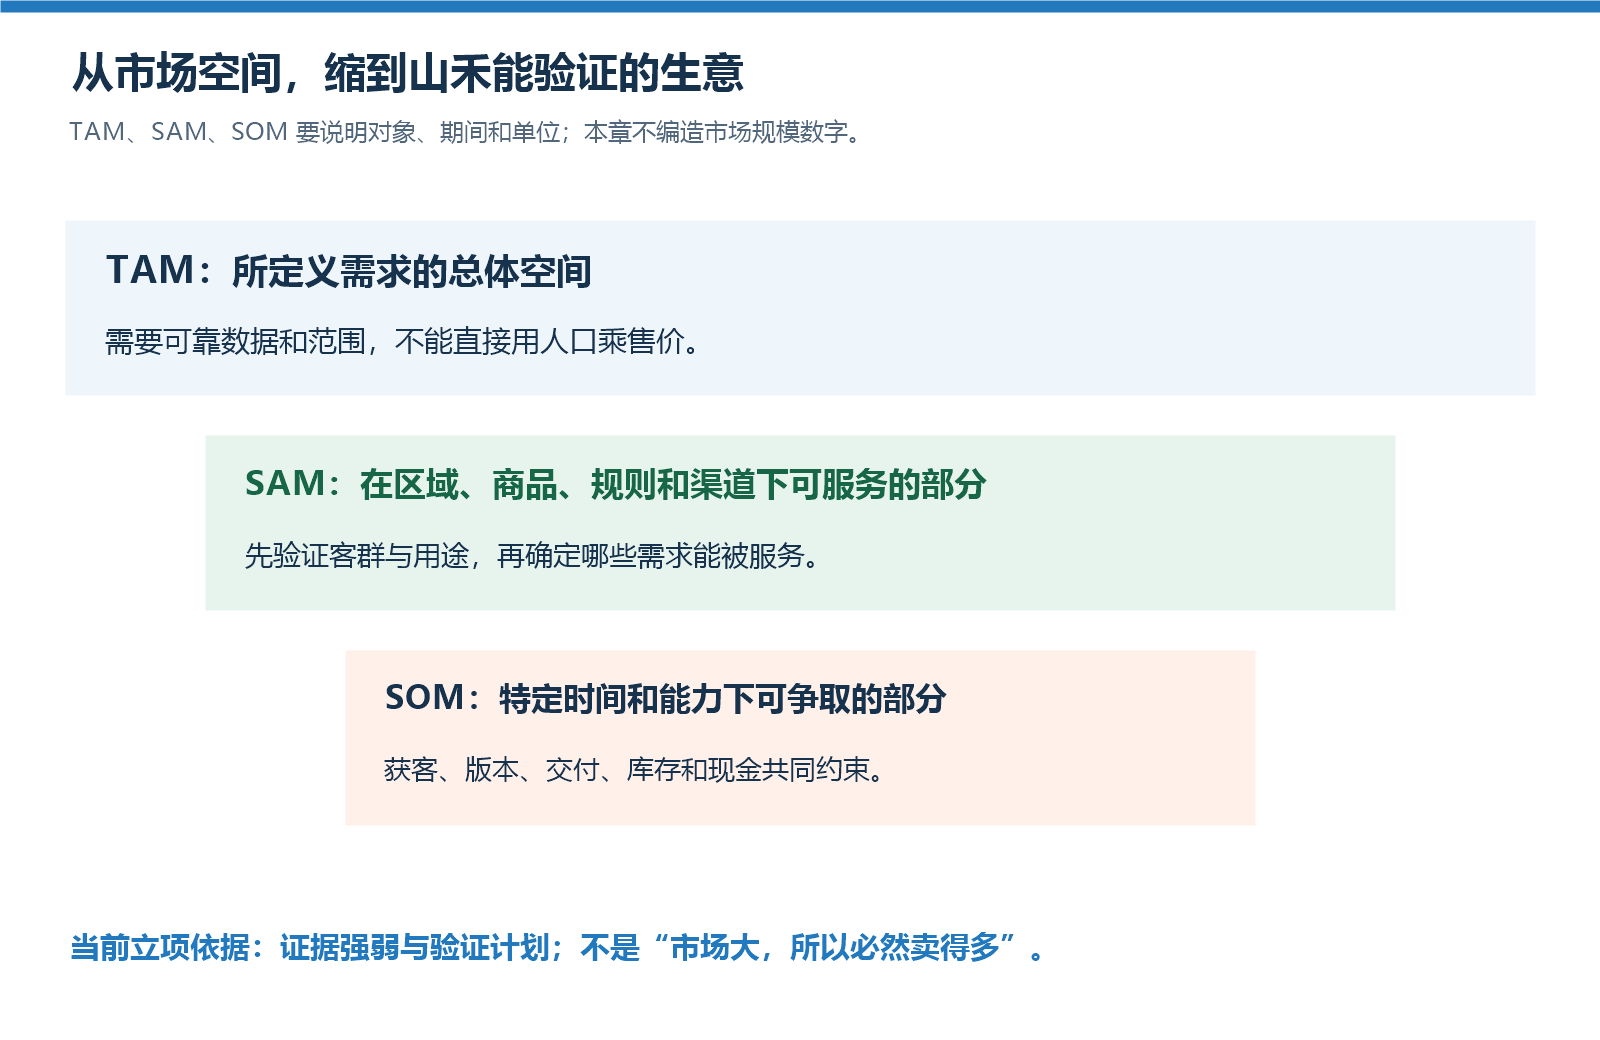 从市场空间，缩到山禾能验证的生意
TAM、SAM、SOM 要说明对象、期间和单位；本章不编造市场规模数字。
TAM：所定义需求的总体空间
需要可靠数据和范围，不能直接用人口乘售价。
SAM：在区域、商品、规则和渠道下可服务的部分
先验证客群与用途，再确定哪些需求能被服务。
SOM：特定时间和能力下可争取的部分
获客、版本、交付、库存和现金共同约束。
当前立项依据：证据强弱与验证计划；不是“市场大，所以必然卖得多”。